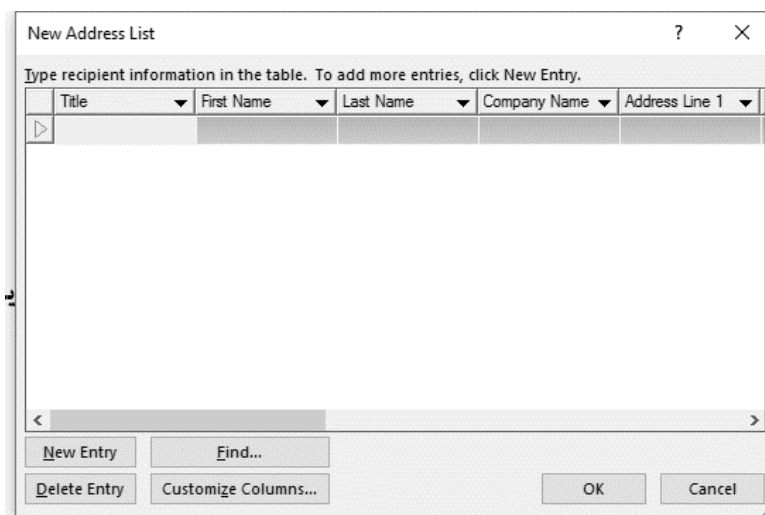 New Address List
Type recipient information in the table. To add more entries, click New Entry.
Title First Name Last Name Company Name Address Line 1
New Entry Find...
Delete Entry Customize Columns... OK Cancel